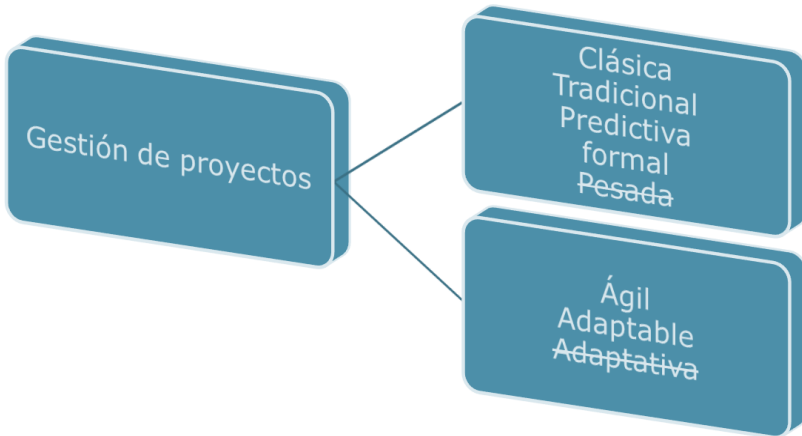 Gestión de proyectos
Clásica
Tradicional
Predictiva
formal
Pesada
Ágil
Adaptable
Adaptativa